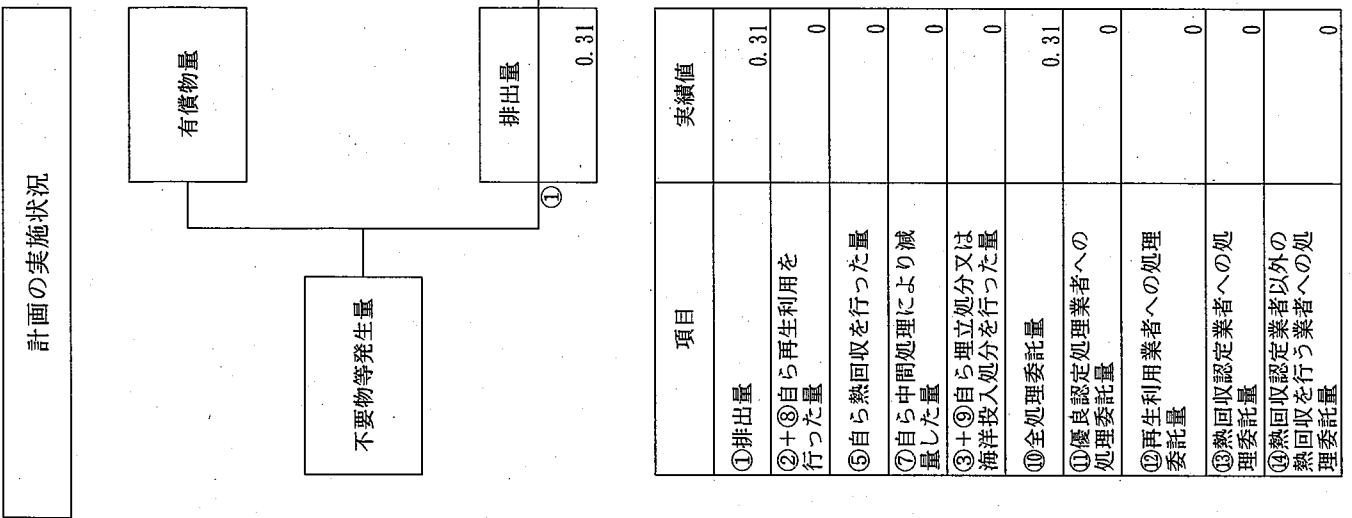 計画の実施状況
有償物量
不要物等発生量
排出量
①
0.31
項目
実績値
①排出量
0.31
②+⑧自ら再生利用を
行った量
0
⑤自ら熱回収を行った量
0
⑦自ら中間処理により減
量した量
0
③+⑨自ら埋立処分又は
海洋投入処分を行った量
0
⑩全処理委託量
0.31
⑪優良認定処理業者への
処理委託量
0
⑫再生利用業者への処理
委託量
0
⑬熱回収認定業者への処
理委託量
0
⑭熱回収認定業者以外の
熱回収を行う業者への処
理委託量
0